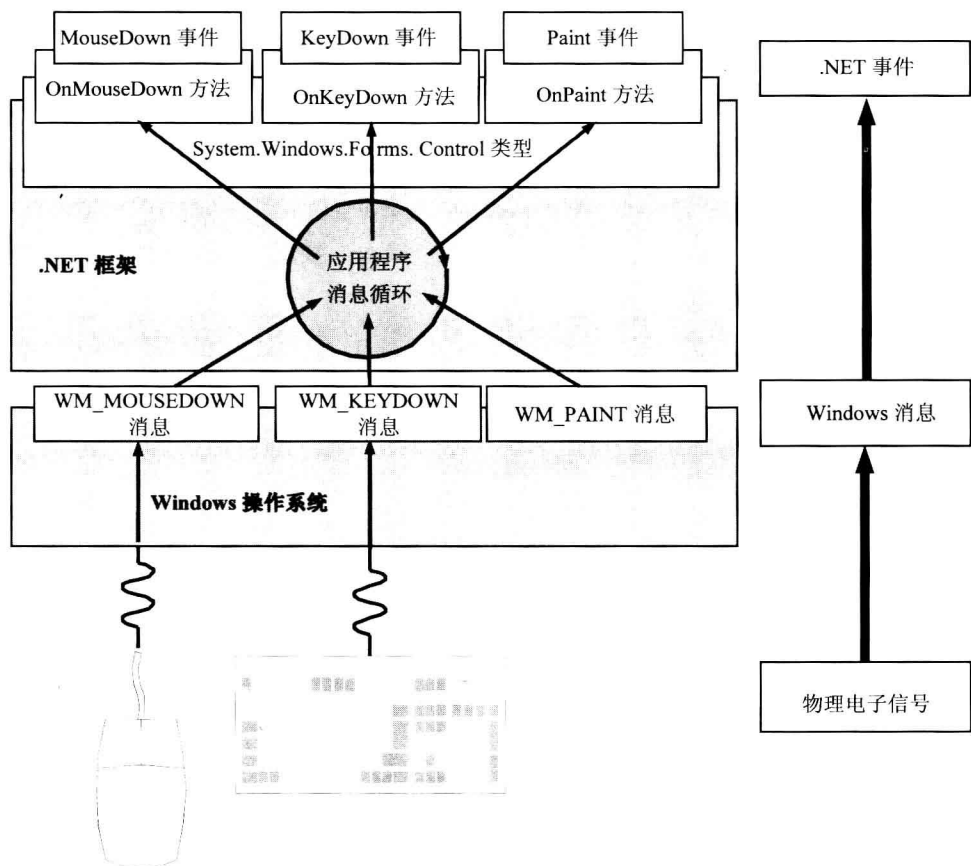 MouseDown 事件
KeyDown 事件
Paint 事件
OnMouseDown 方法
OnKeyDown 方法
OnPaint 方法
.NET 事件
System.Windows.Forms. Control 类型
应用程序
消息循环
.NET 框架
WM_MOUSEDOWN
消息
WM_KEYDOWN
消息
WM_PAINT 消息
Windows 消息
Windows 操作系统
物理电子信号